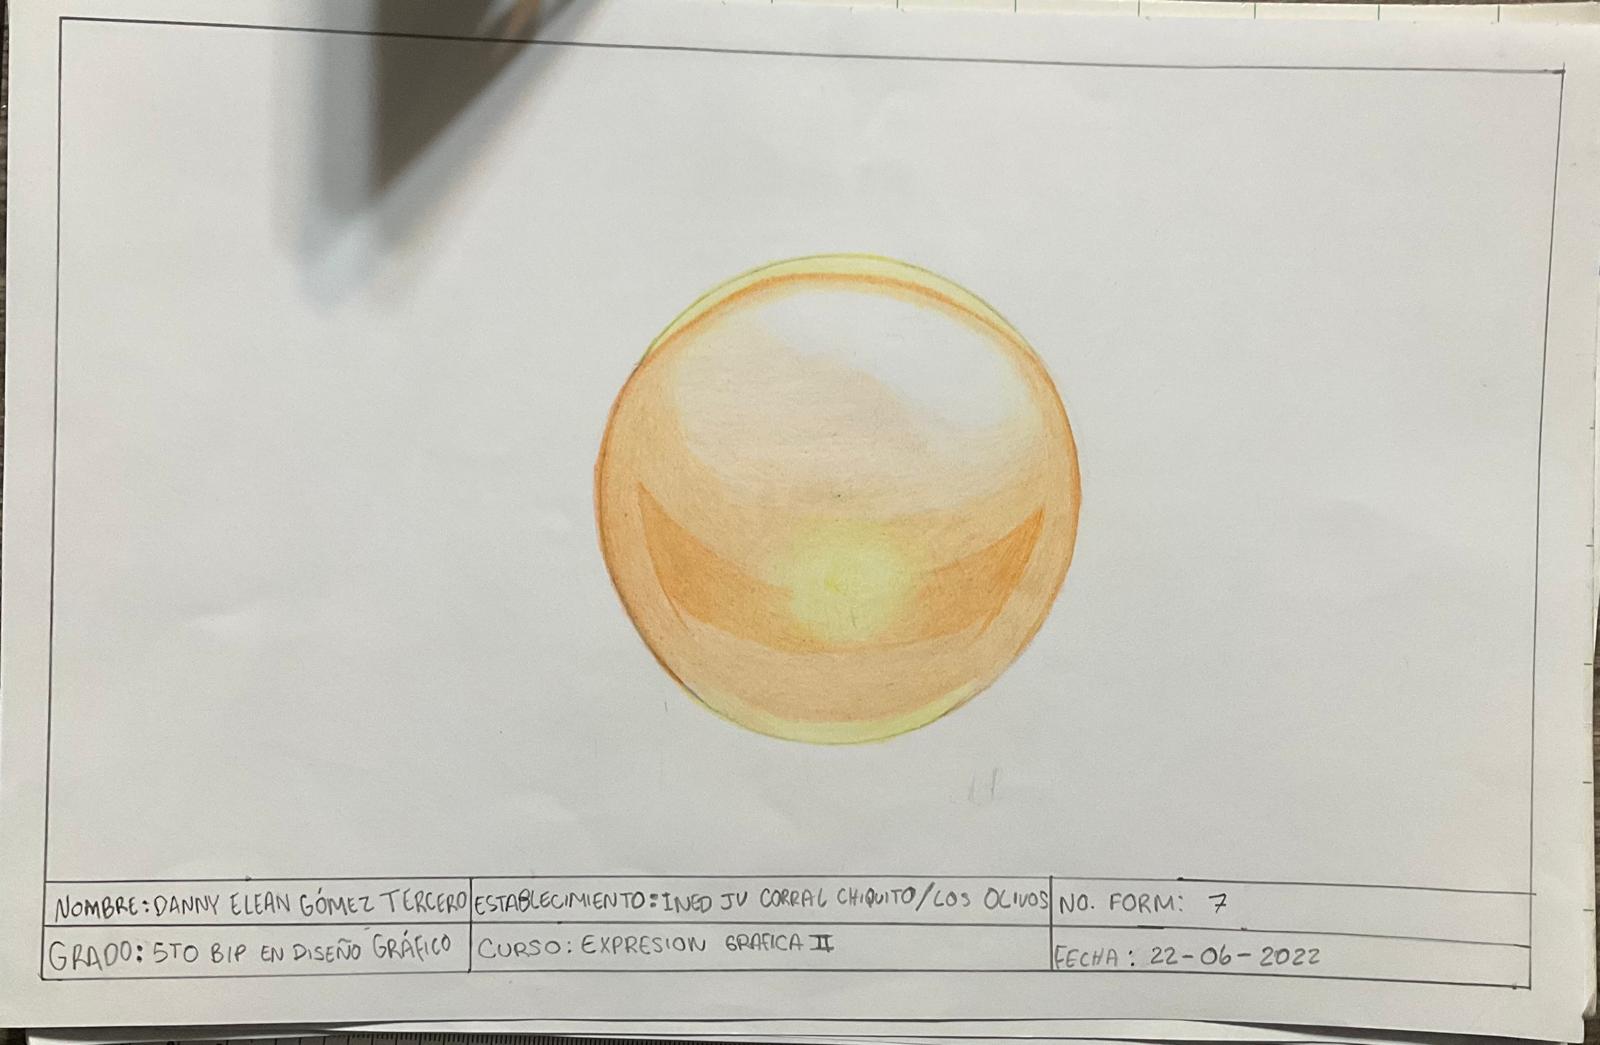 NOMBRE: DANNY ELEAN GÓMEZ TERCERO
ESTABLECIMIENTO: INED JV CORRAL CHIQUITO/LOS OLIVOS
NO. FORM: 7
GRADO: 5TO BIP EN DISEÑO GRÁFICO
CURSO: EXPRESION GRAFICA II
FECHA: 22-06-2022